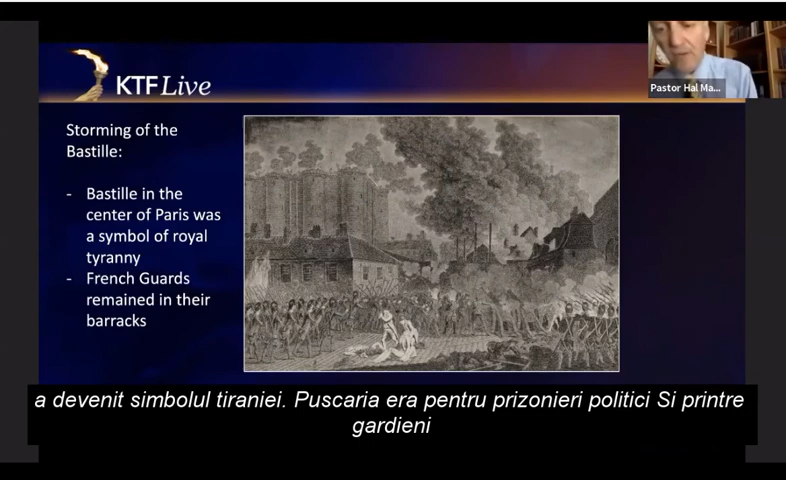 KTF Live
Pastor Hal Ma...
Storming of the
Bastille:
- Bastille in the
center of Paris was
a symbol of royal
tyranny
- French Guards
remained in their
barracks
a devenit simbolul tiraniei. Puscaria era pentru prizonieri politici Si printre
gardieni